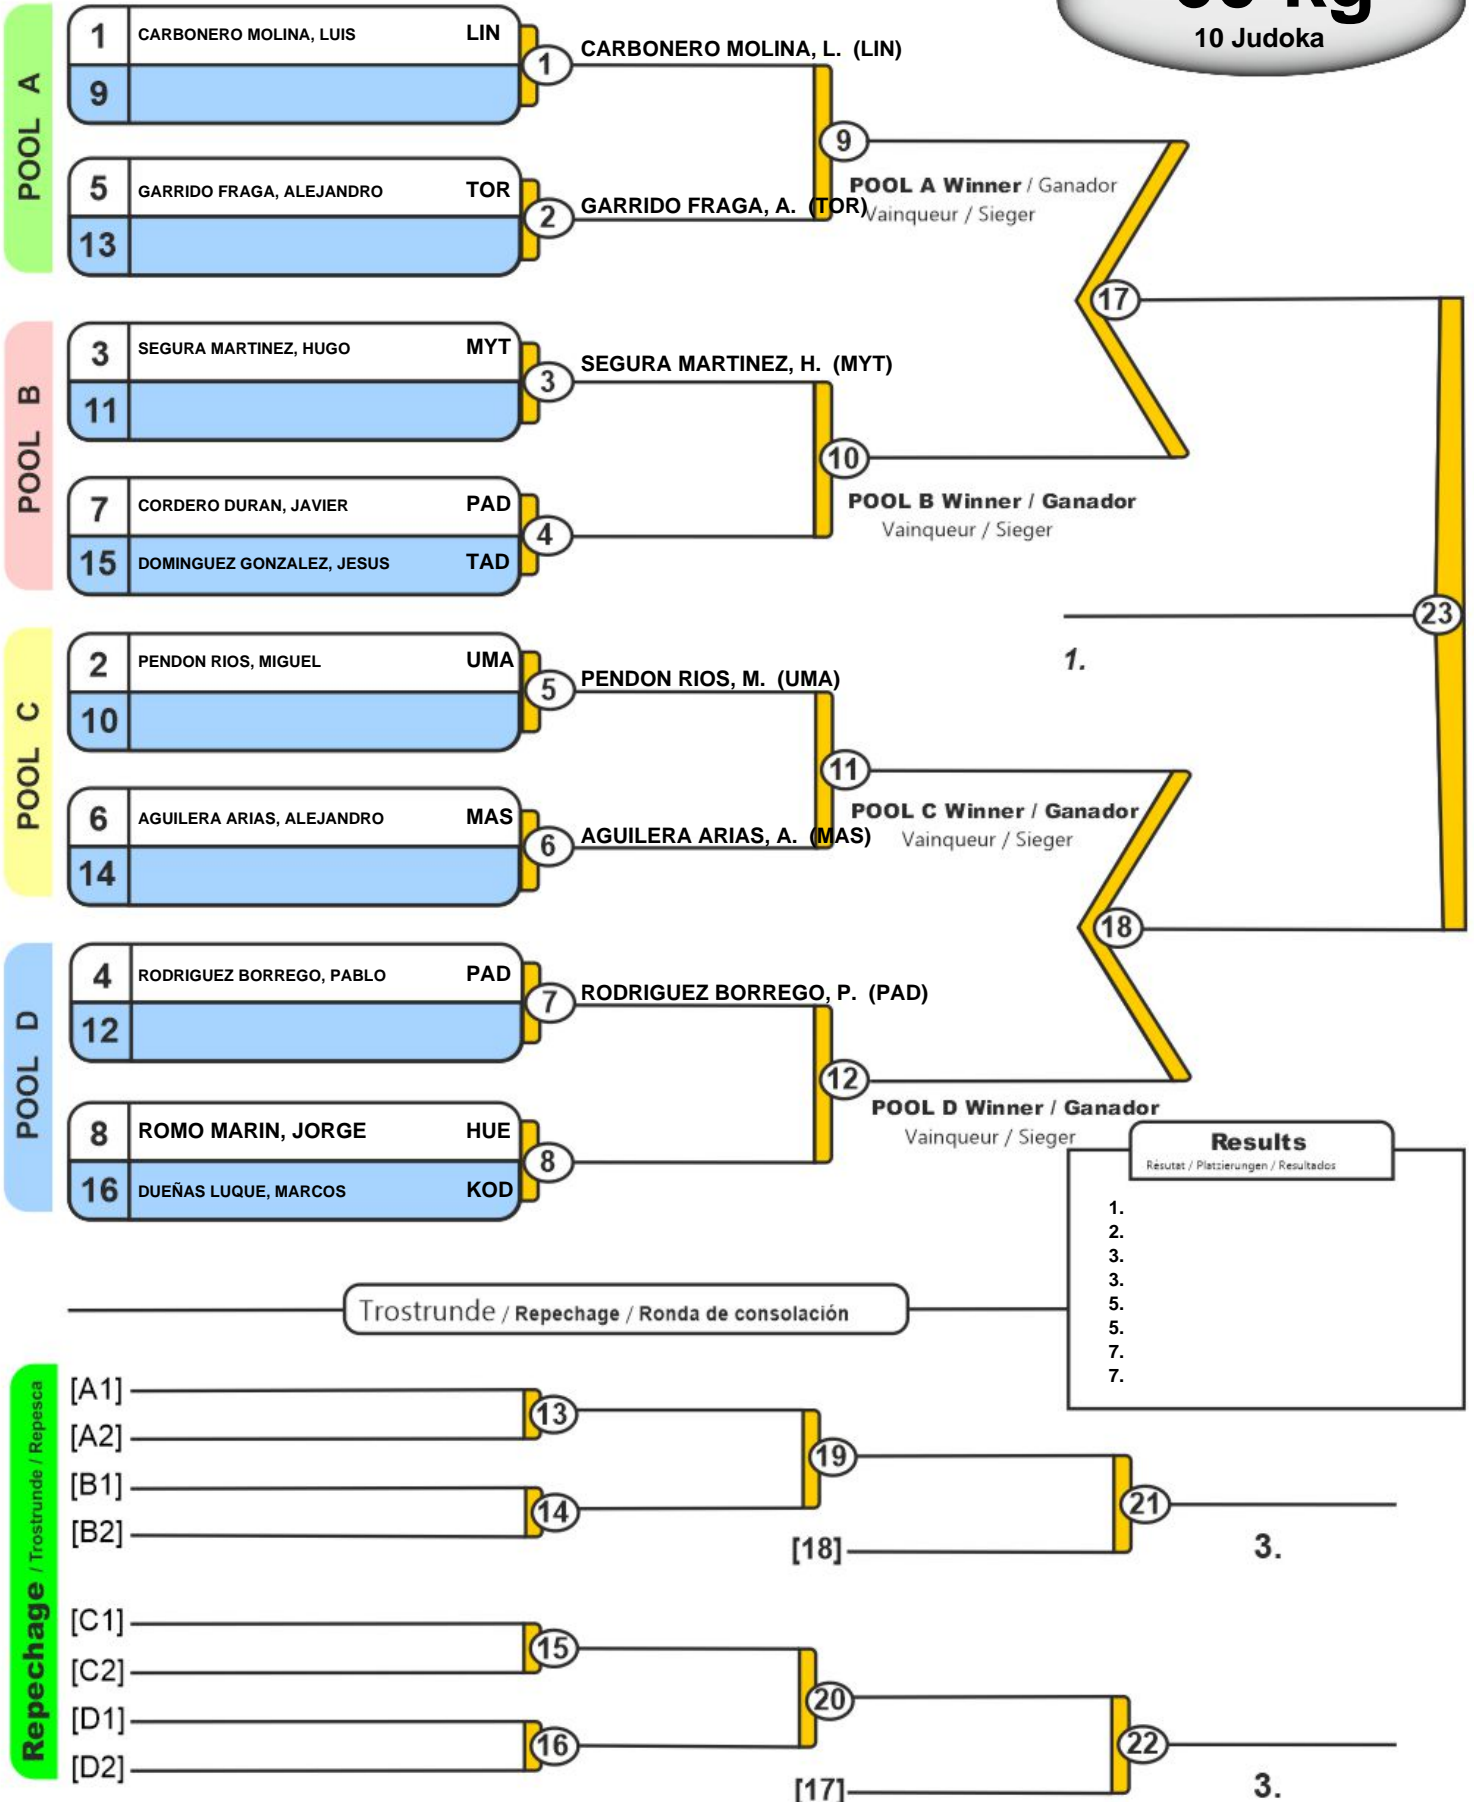 10 Judoka
POOL A
1 CARBONERO MOLINA, LUIS LIN
9
1
CARBONERO MOLINA, L. (LIN)
5 GARRIDO FRAGA, ALEJANDRO TOR
13
2
GARRIDO FRAGA, A. (TOR)
9
POOL A Winner / Ganador
Vainqueur / Sieger
POOL B
3 SEGURA MARTINEZ, HUGO MYT
11
3
SEGURA MARTINEZ, H. (MYT)
7 CORDERO DURAN, JAVIER PAD
15 DOMINGUEZ GONZALEZ, JESUS TAD
4
10
POOL B Winner / Ganador
Vainqueur / Sieger
17
POOL C
2 PENDON RIOS, MIGUEL UMA
10
5
PENDON RIOS, M. (UMA)
6 AGUILERA ARIAS, ALEJANDRO MAS
14
6
AGUILERA ARIAS, A. (MAS)
11
POOL C Winner / Ganador
Vainqueur / Sieger
POOL D
4 RODRIGUEZ BORREGO, PABLO PAD
12
7
RODRIGUEZ BORREGO, P. (PAD)
8 ROMO MARIN, JORGE HUE
16 DUEÑAS LUQUE, MARCOS KOD
8
12
POOL D Winner / Ganador
Vainqueur / Sieger
18
23
1.
Results
Résutat / Platzierungen / Resultados
1.
2.
3.
3.
5.
5.
7.
7.
Trostrunde / Repechage / Ronda de consolación
Repechage / Trostrunde / Repesca
[A1]
[A2]
13
[B1]
[B2]
14
19
[18]
21
3.
[C1]
[C2]
15
[D1]
[D2]
16
20
[17]
22
3.